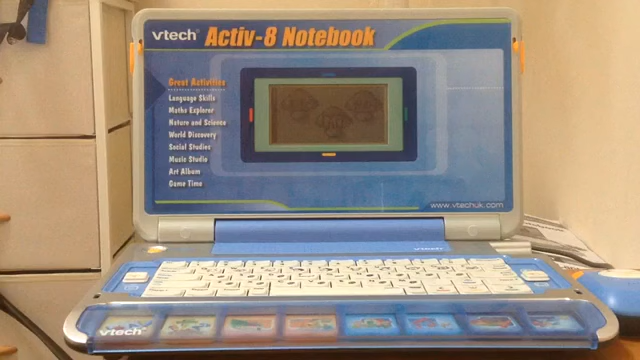 vtech® Activ-8 Notebook
Great Activities
Language Skills
Maths Explorer
Nature and Science
World Discovery
Social Studies
Music Studio
Art Album
Game Time
www.vtechuk.com
vtech
vtech